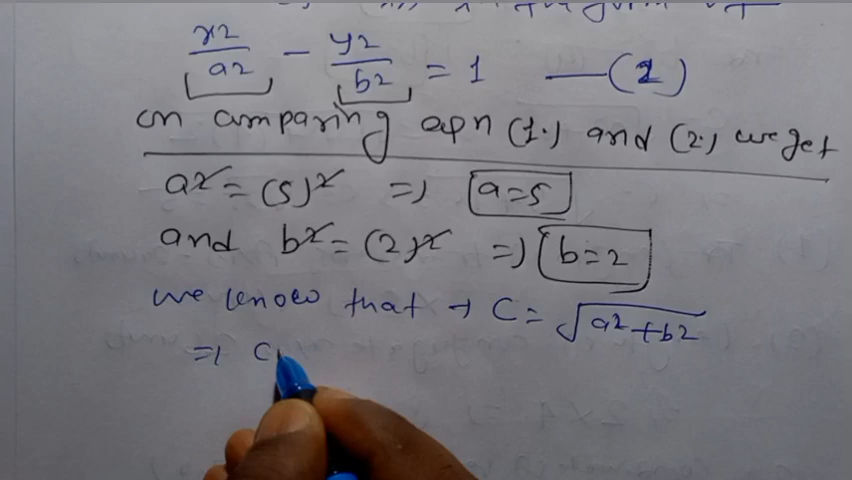 x2/a2 - y2/b2 = 1 —(2)
on comparing eqn (1.) and (2.) we get
a2 = (5)2 => a=5
and b2 = (2)2 => b=2
we know that → C = √a2+b2
=> C